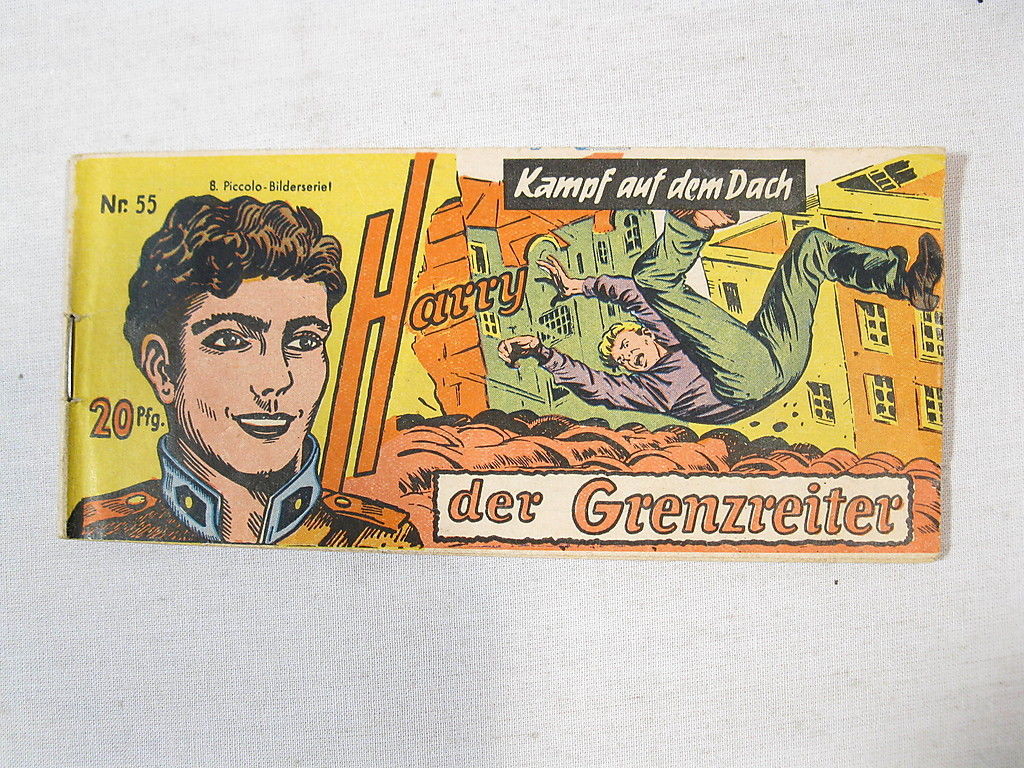 Nr. 55
8. Piccolo-Bilderserie!
Kampf auf dem Dach
Harry
20 Pfg.
der Grenzreiter